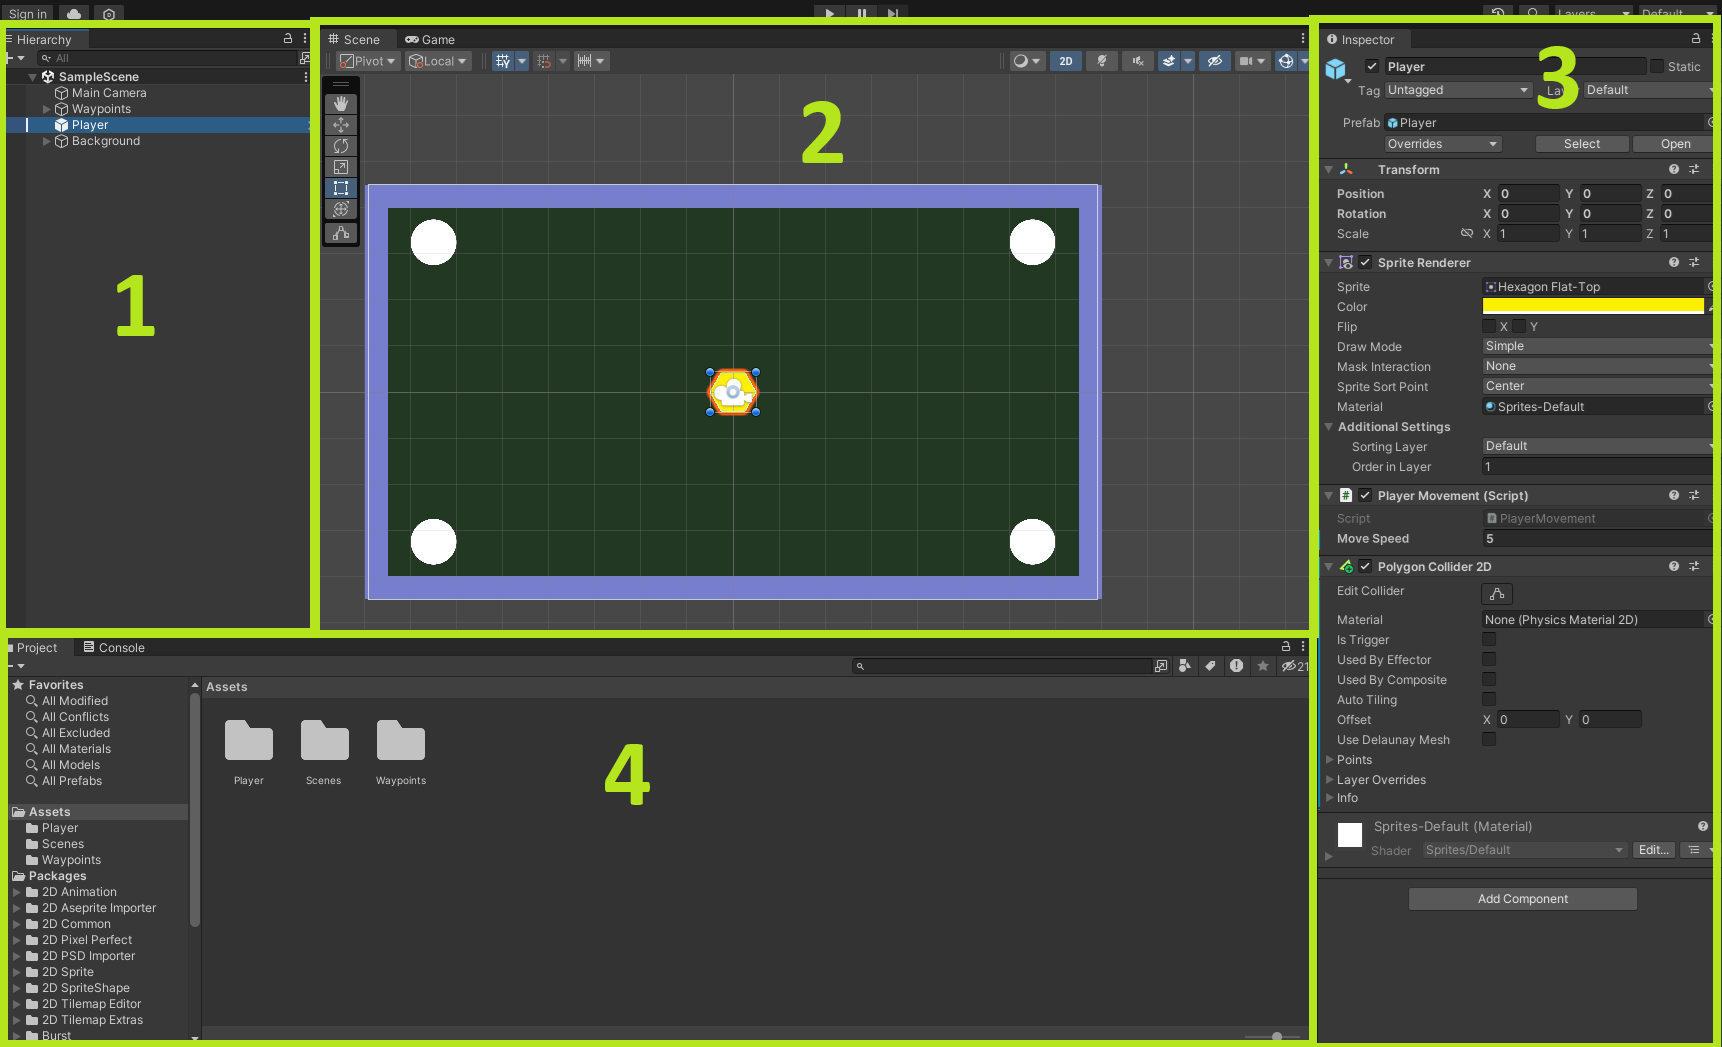 Sign in
Layers
Default
Hierarchy
All
SampleScene
Main Camera
Waypoints
Player
Background
1
Scene
Game
Pivot
Local
2D
2
Inspector
Player
Static
Tag
Untagged
Default
3
Prefab
Player
Overrides
Select
Open
Transform
Position X 0 Y 0 Z 0
Rotation X 0 Y 0 Z 0
Scale X 1 Y 1 Z 1
Sprite Renderer
Sprite
Hexagon Flat-Top
Color
Flip X Y
Draw Mode
Simple
Mask Interaction
None
Sprite Sort Point
Center
Material
Sprites-Default
Additional Settings
Sorting Layer
Default
Order in Layer
1
Player Movement (Script)
Script
PlayerMovement
Move Speed
5
Polygon Collider 2D
Edit Collider
Material
None (Physics Material 2D)
Is Trigger
Used By Effector
Used By Composite
Auto Tiling
Offset X 0 Y 0
Use Delaunay Mesh
Points
Layer Overrides
Info
Sprites-Default (Material)
Shader
Sprites/Default
Edit...
Add Component
Project
Console
21
Favorites
All Modified
All Conflicts
All Excluded
All Materials
All Models
All Prefabs
Assets
Player
Scenes
Waypoints
Packages
2D Animation
2D Aseprite Importer
2D Common
2D Pixel Perfect
2D PSD Importer
2D Sprite
2D SpriteShape
2D Tilemap Editor
2D Tilemap Extras
Burst
Assets
Player
Scenes
Waypoints
4